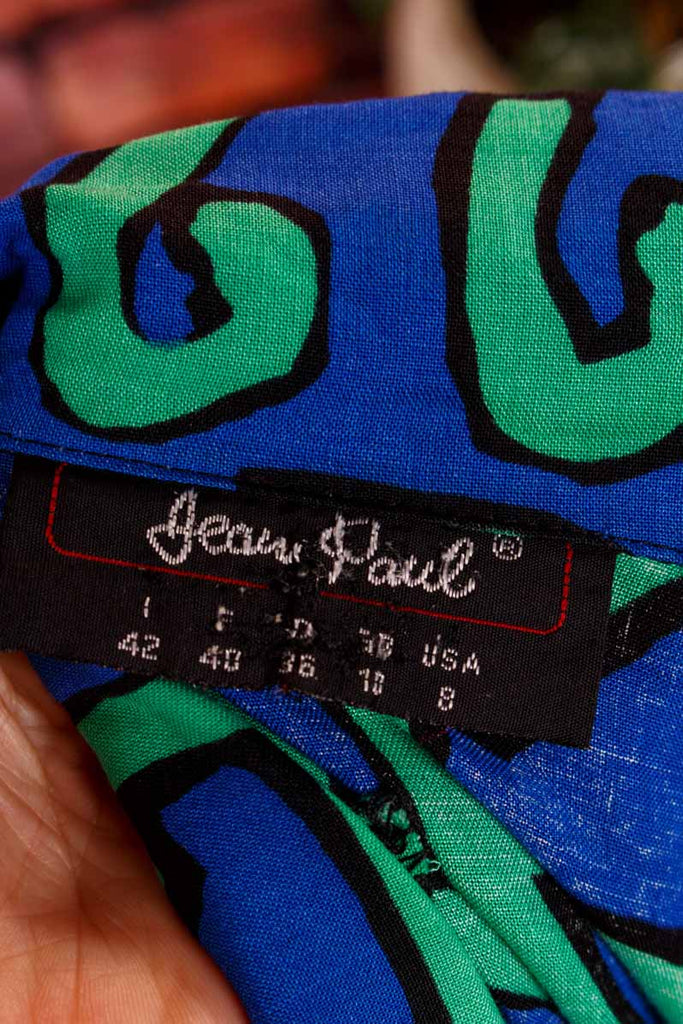 Jean Paul®
I F D GB USA
42 40 36 10 8